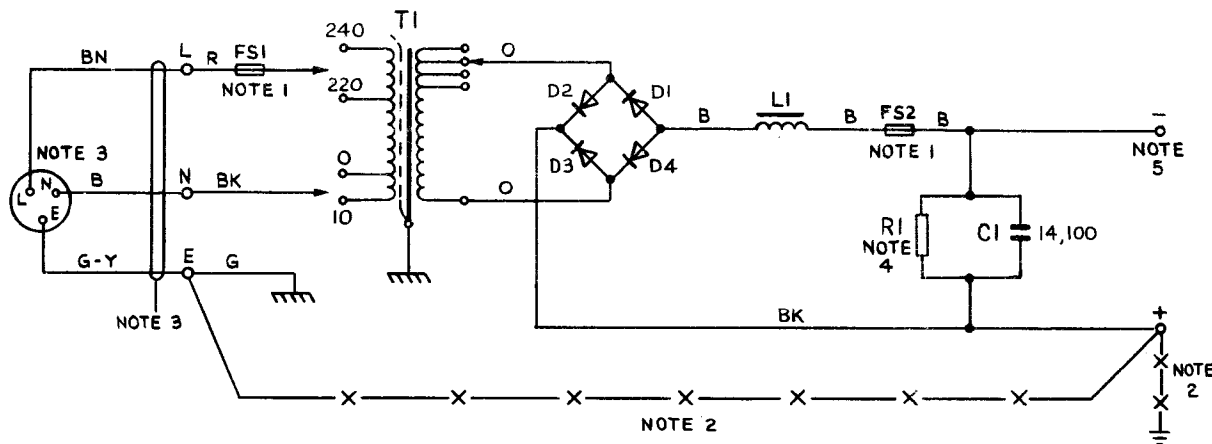 T1
240
BN
L
R
FS1
O
220
NOTE 1
D2
D1
L1
B
B
FS2
B
-
NOTE 3
D3
D4
NOTE 1
NOTE
5
O
L
N
E
B
N
BK
10
O
R1
NOTE
4
C1
14,100
G-Y
E
G
NOTE 3
BK
+
NOTE
2
NOTE 2